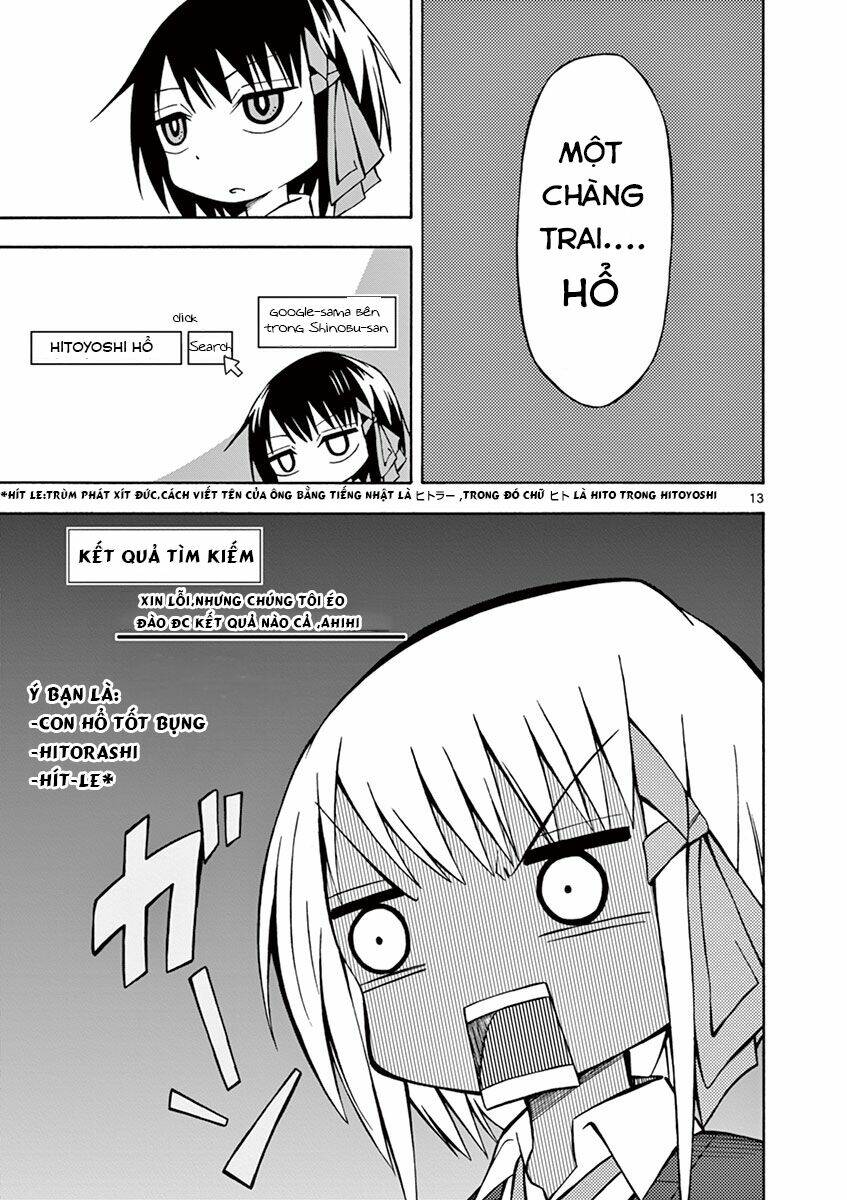 MỘT
CHÀNG
TRAI....
HỔ
click
HITOYOSHI HỔ
Search
GOOGLE-SAMA BÊN
TRONG SHINOBU-SAN
*HÍT LE:TRÙM PHÁT XÍT ĐỨC.CÁCH VIẾT TÊN CỦA ÔNG BẰNG TIẾNG NHẬT LÀ ヒトラー ,TRONG ĐÓ CHỮ ヒト LÀ HITO TRONG HITOYOSHI
13
KẾT QUẢ TÌM KIẾM
XIN LỖI,NHƯNG CHÚNG TÔI ÉO
ĐÀO ĐC KẾT QUẢ NÀO CẢ ,AHIHI
Ý BẠN LÀ:
-CON HỔ TỐT BỤNG
-HITORASHI
-HÍT-LE*
ガーン